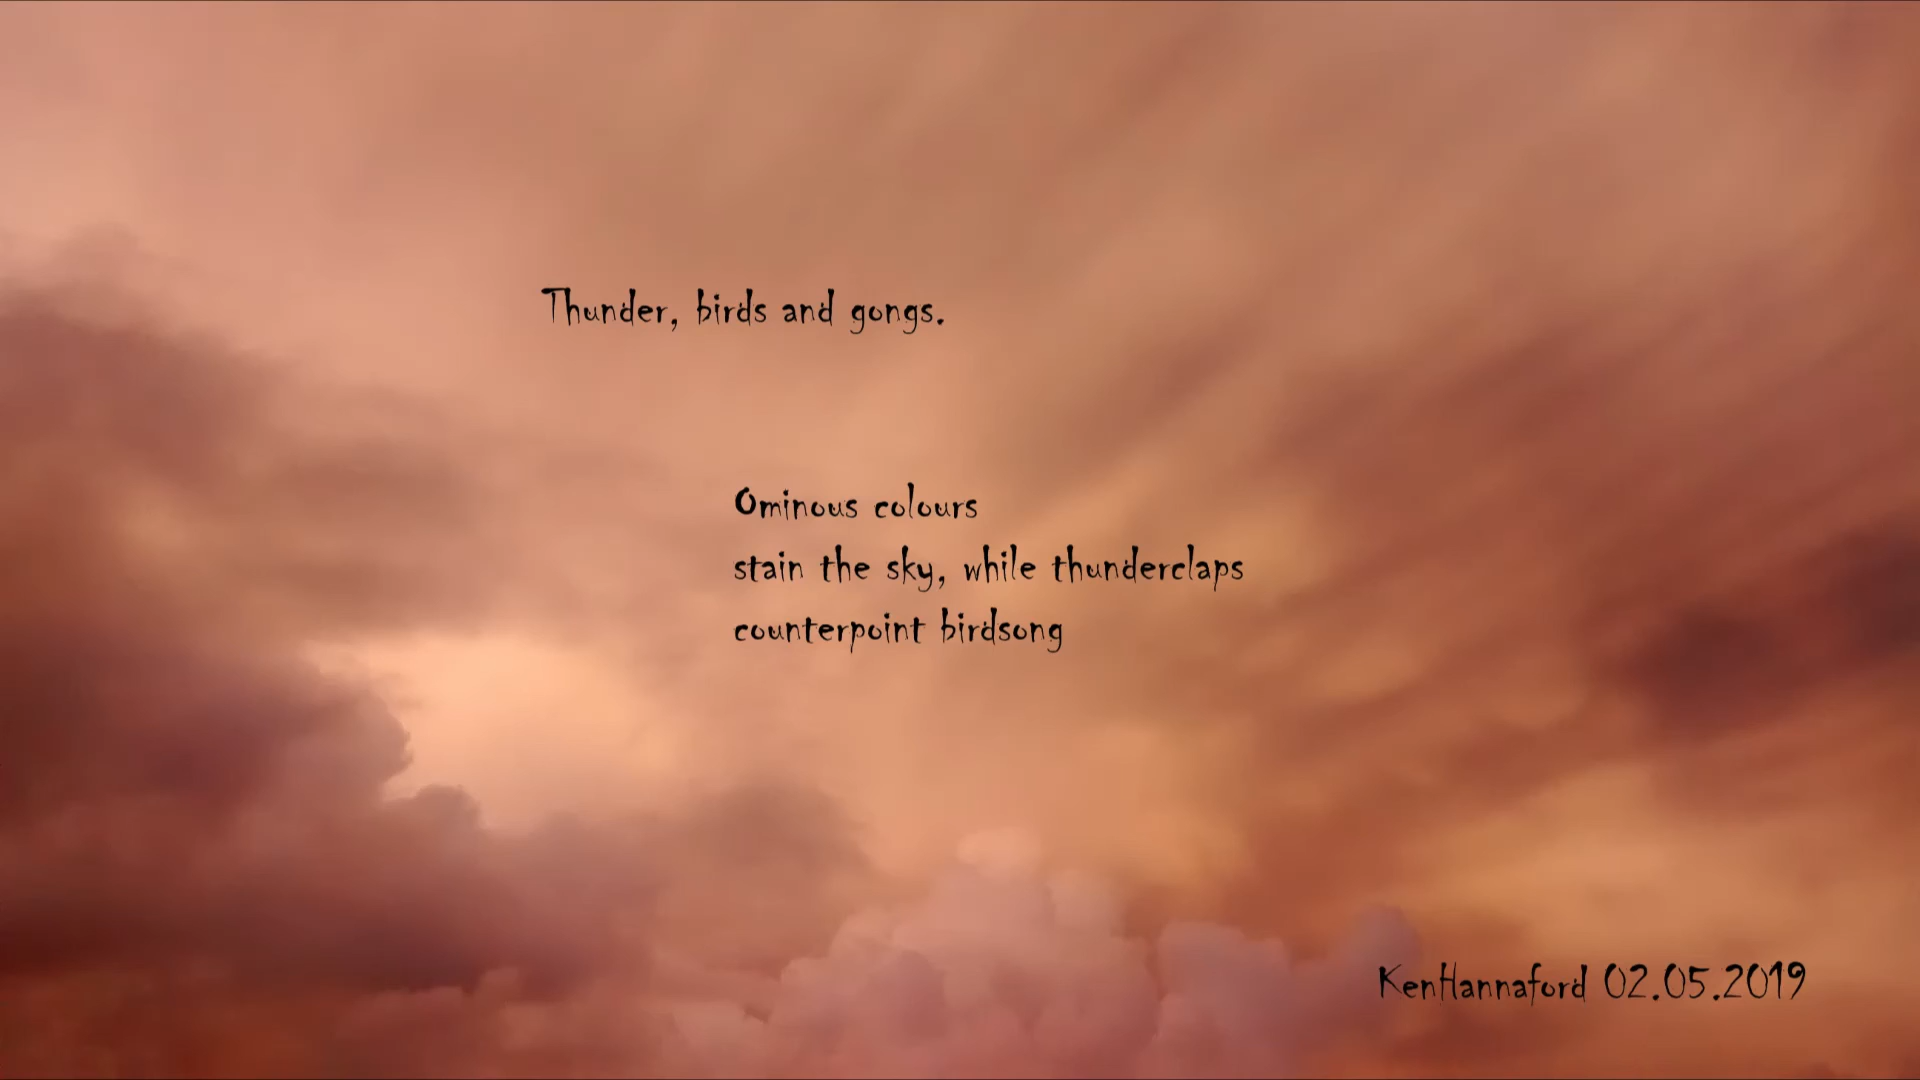 Thunder, birds and gongs.
Ominous colours
stain the sky, while thunderclaps
counterpoint birdsong
KenHannaford 02.05.2019